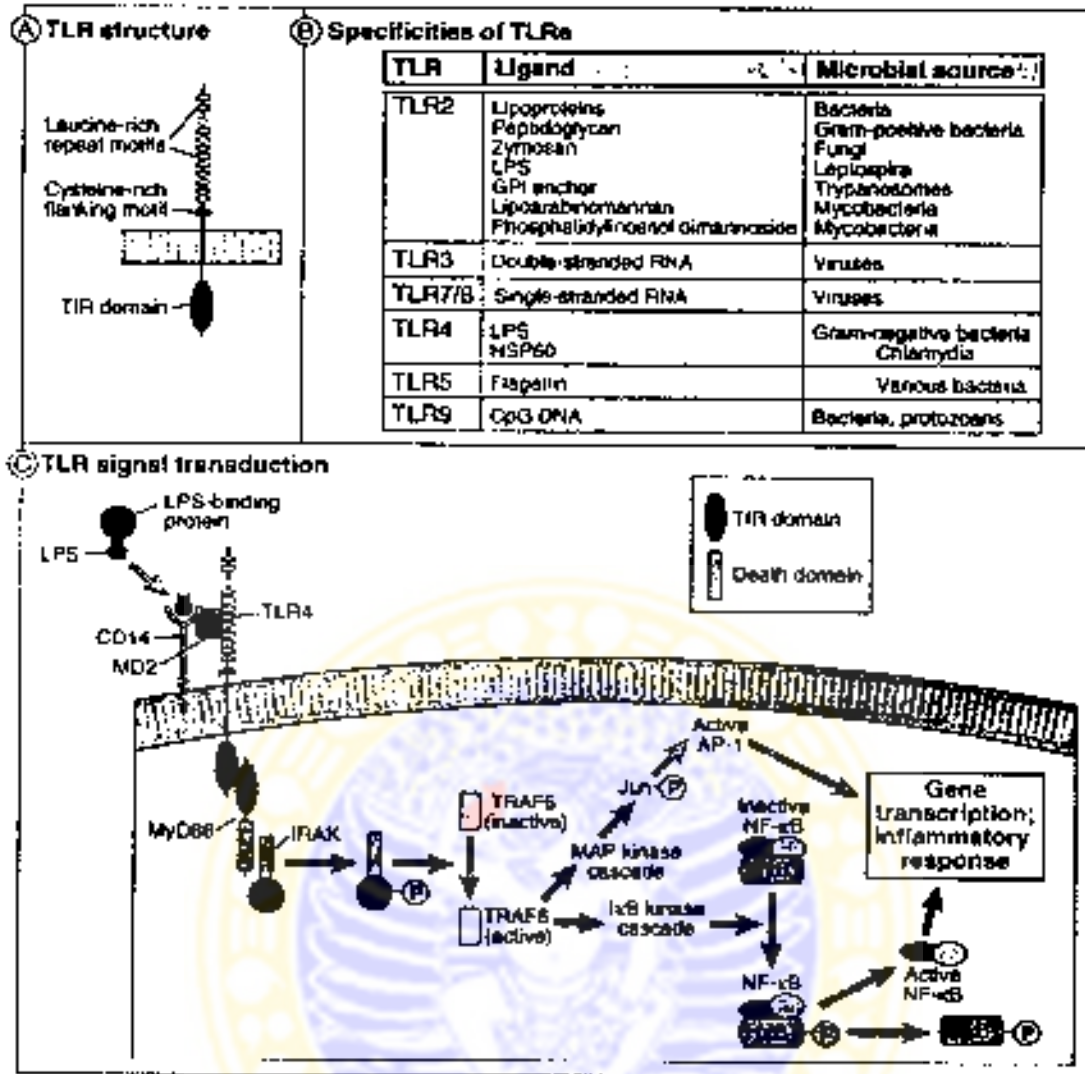 A TLR structure
Leucine-rich
repeat motifs
Cysteine-rich
flanking motif
TIR domain
B Specificities of TLRs
TLR Ligand Microbial source
TLR2 Lipoproteins Bacteria
Peptidoglycan Gram-positive bacteria
Zymosan Fungi
LPS Leptospira
GPI anchor Trypanosomes
Lipoarabinomannan Mycobacteria
Phosphatidylinositol dimannoside Mycobacteria
TLR3 Double-stranded RNA Viruses
TLR7/8 Single-stranded RNA Viruses
TLR4 LPS Gram-negative bacteria
HSP60 Chlamydia
TLR5 Flagellin Various bacteria
TLR9 CpG DNA Bacteria, protozoans
C TLR signal transduction
LPS-binding
protein
LPS
TLR4
CD14
MD2
TIR domain
Death domain
MyD88
IRAK
P
TRAF6
(inactive)
TRAF6
(active)
MAP kinase
cascade
Jun P
Active
AP-1
IκB kinase
cascade
Inactive
NF-κB
NF-κB
P
P
Active
NF-κB
Gene
transcription;
inflammatory
response